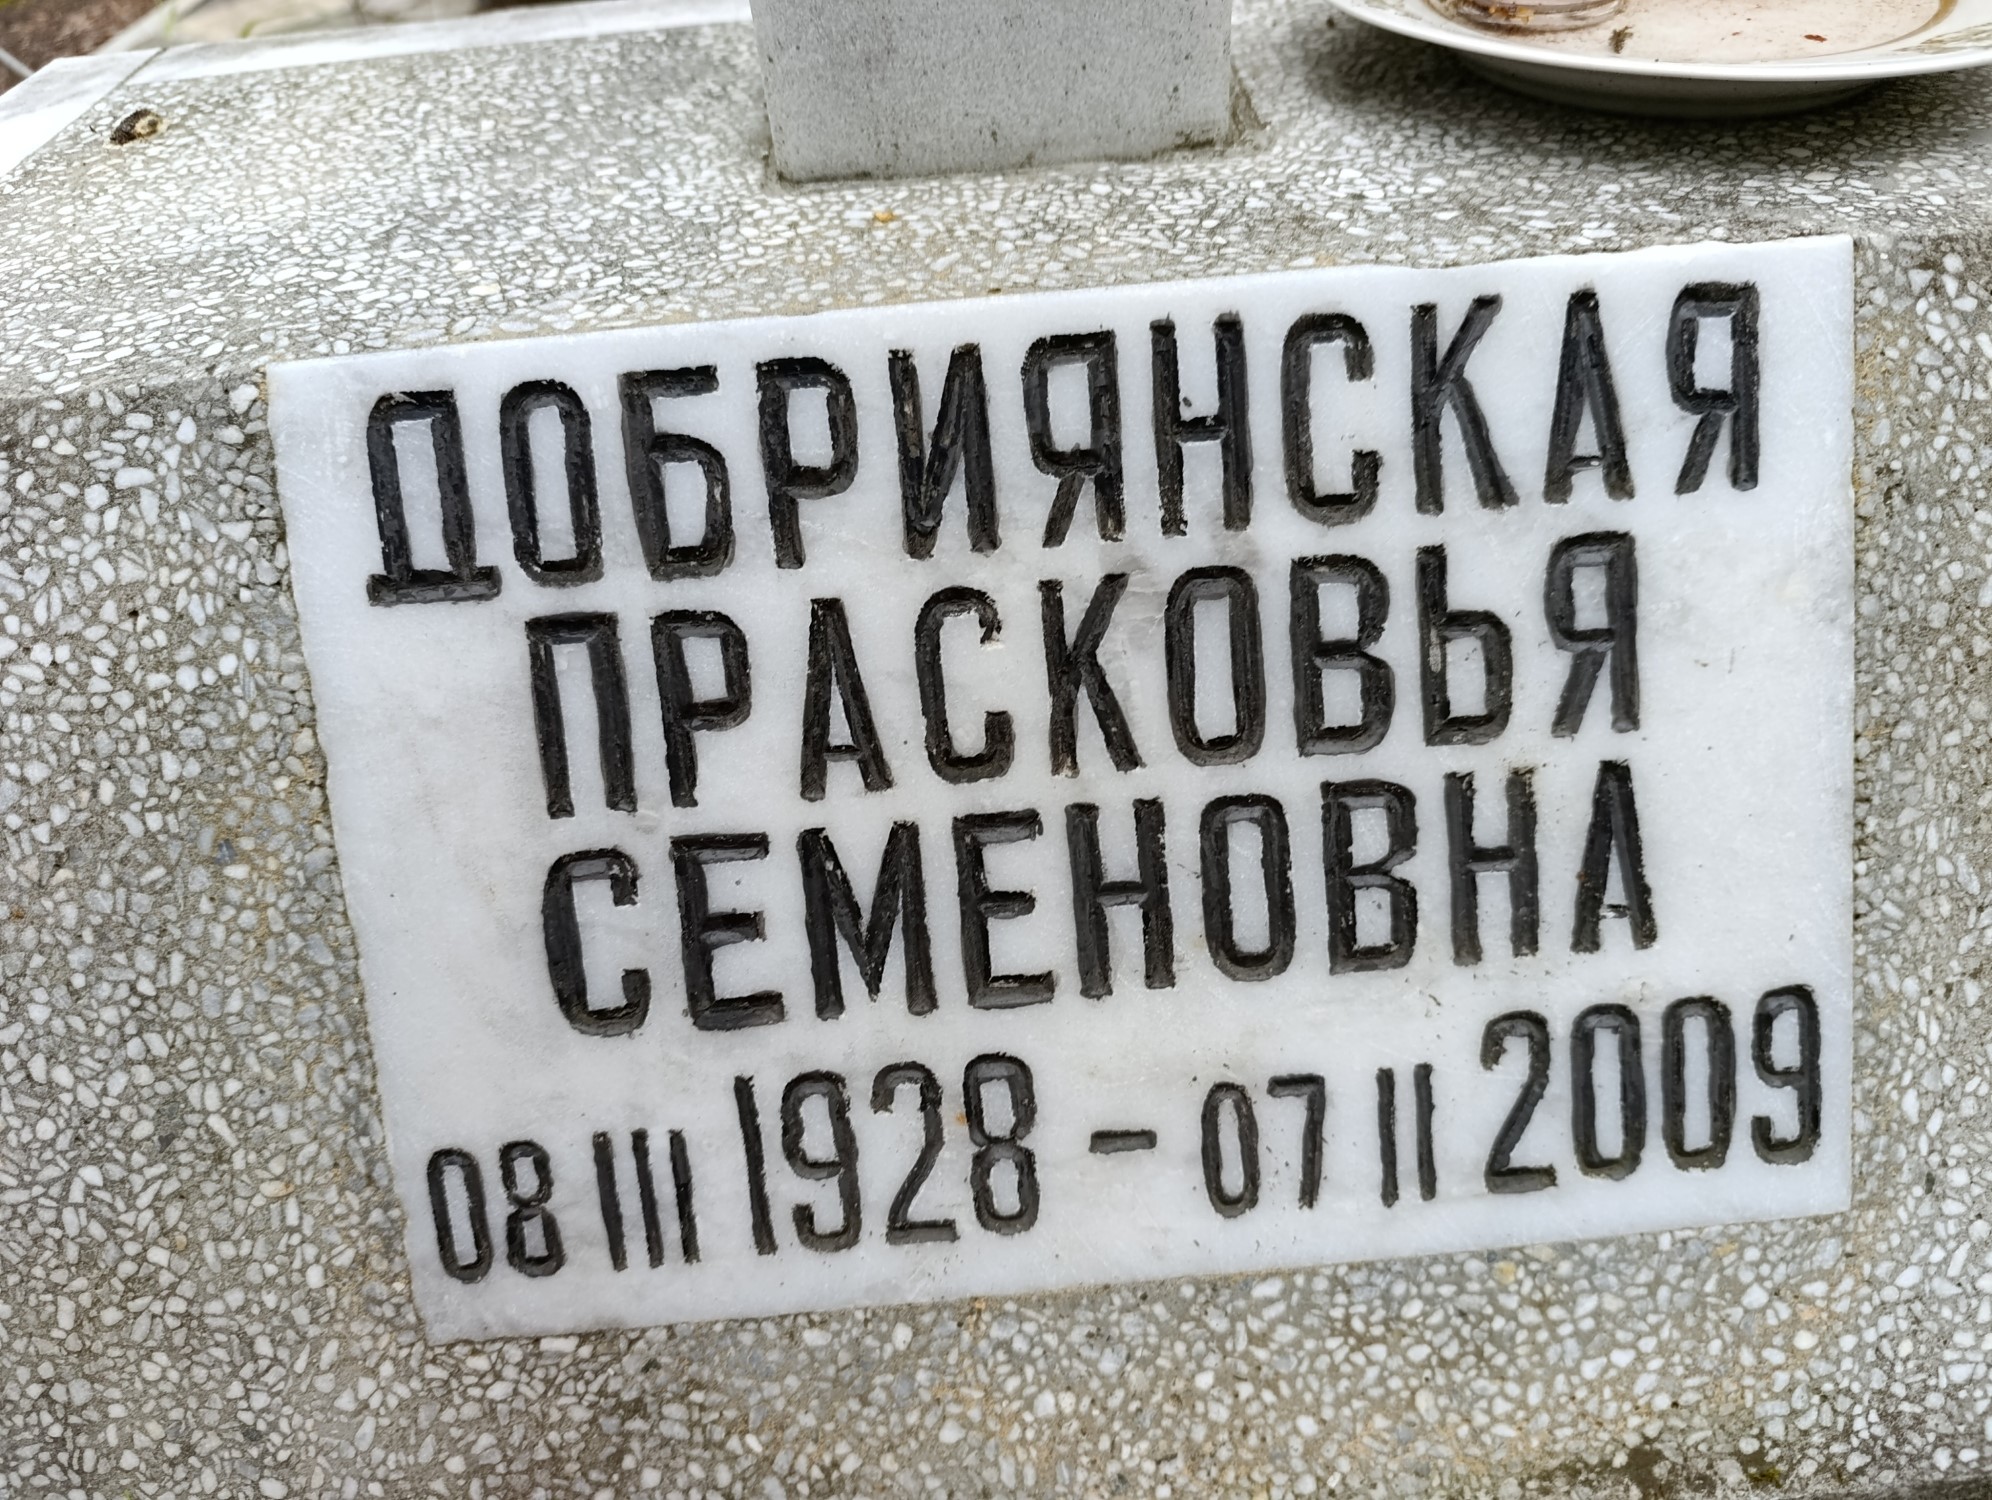 ДОБРИЯНСКАЯ
ПРАСКОВЬЯ
СЕМЕНОВНА
08 III 1928 - 07 II 2009